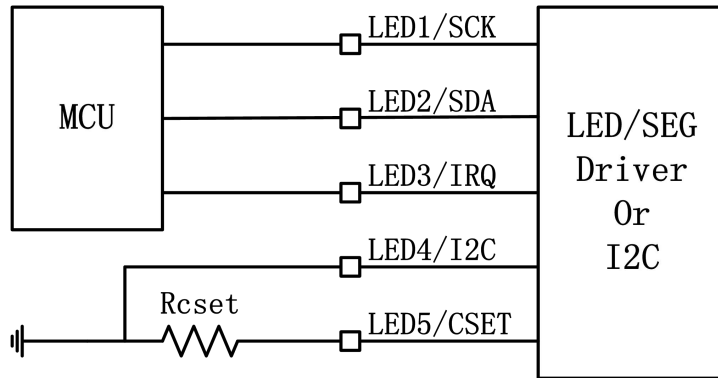 LED1/SCK
MCU
LED2/SDA
LED/SEG
Driver
Or
I2C
LED3/IRQ
LED4/I2C
Rcset
LED5/CSET